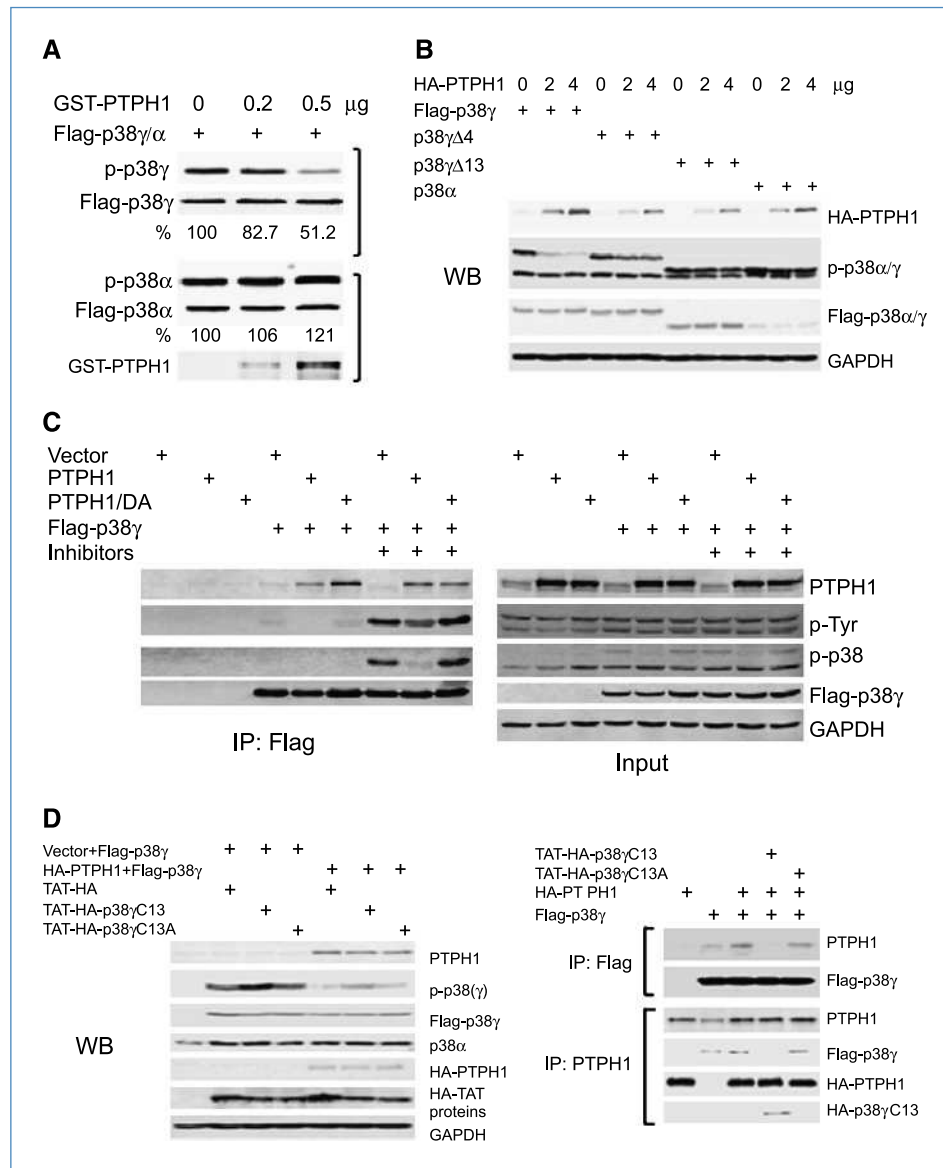 A
GST-PTPH1 0 0.2 0.5 μg
Flag-p38γ/α + + +
p-p38γ
Flag-p38γ
% 100 82.7 51.2
p-p38α
Flag-p38α
% 100 106 121
GST-PTPH1
B
HA-PTPH1 0 2 4 0 2 4 0 2 4 0 2 4 μg
Flag-p38γ + + +
p38γΔ4 + + +
p38γΔ13 + + +
p38α + + +
HA-PTPH1
WB
p-p38α/γ
Flag-p38α/γ
GAPDH
C
Vector + + + + + +
PTPH1 + + + + + +
PTPH1/DA + + + + + +
Flag-p38γ + + + + + + + + + + + +
Inhibitors + + + + + +
PTPH1
p-Tyr
p-p38
Flag-p38γ
GAPDH
IP: Flag
Input
D
Vector+Flag-p38γ + + +
HA-PTPH1+Flag-p38γ + + +
TAT-HA + +
TAT-HA-p38γC13 + +
TAT-HA-p38γC13A + +
PTPH1
p-p38(γ)
Flag-p38γ
WB
p38α
HA-PTPH1
HA-TAT
proteins
GAPDH
TAT-HA-p38γC13 +
TAT-HA-p38γC13A +
HA-PT PH1 + + + +
Flag-p38γ + + + +
IP: Flag
PTPH1
Flag-p38γ
IP: PTPH1
PTPH1
Flag-p38γ
HA-PTPH1
HA-p38γC13